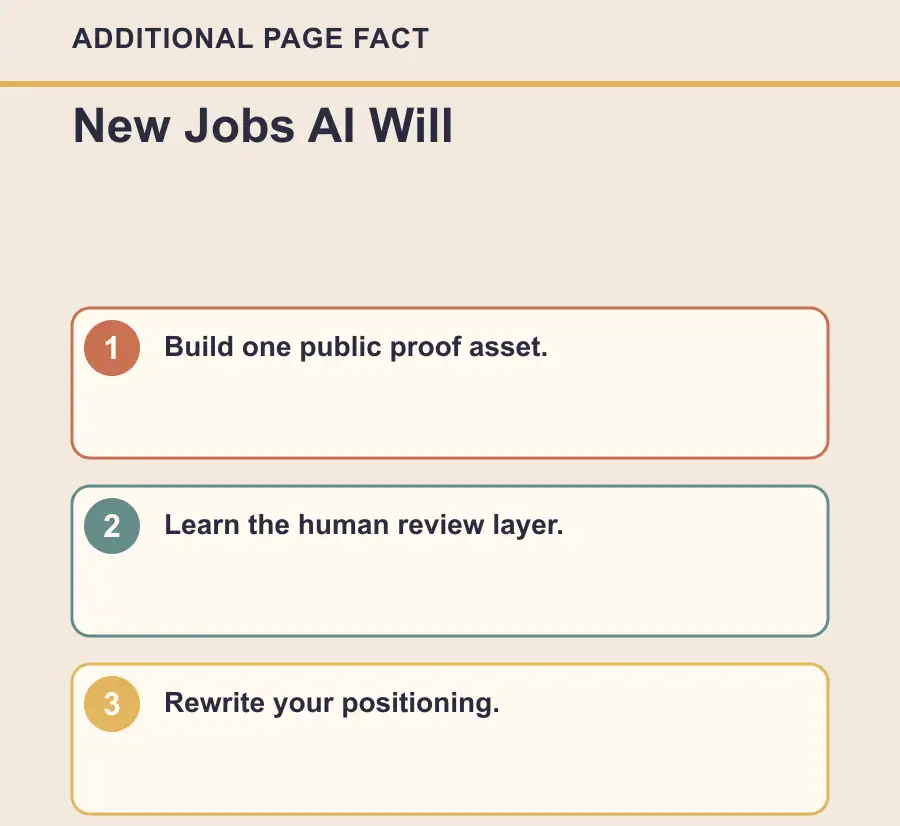 ADDITIONAL PAGE FACT
New Jobs AI Will
1 Build one public proof asset.
2 Learn the human review layer.
3 Rewrite your positioning.